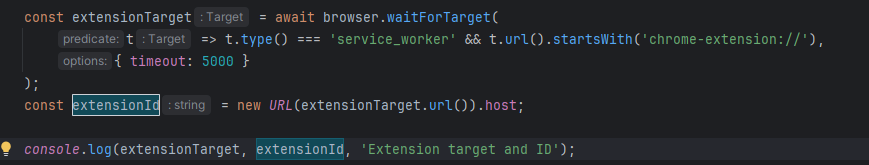 const extensionTarget : Target = await browser.waitForTarget(
predicate: t : Target => t.type() === 'service_worker' && t.url().startsWith('chrome-extension://'),
options: { timeout: 5000 }
);
const extensionId : string = new URL(extensionTarget.url()).host;
console.log(extensionTarget, extensionId, 'Extension target and ID');